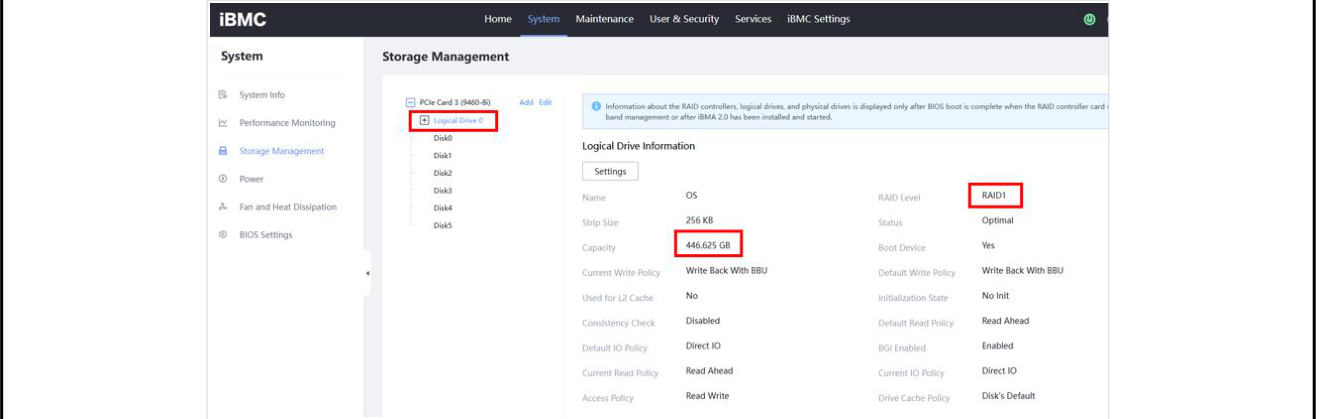 iBMC
Home System Maintenance User & Security Services iBMC Settings
System
System Info
Performance Monitoring
Storage Management
Power
Fan and Heat Dissipation
BIOS Settings
Storage Management
PCIe Card 3 (9460-8i) Add Edit
Logical Drive 0
Disk0
Disk1
Disk2
Disk3
Disk4
Disk5
Information about the RAID controllers, logical drives, and physical drives is displayed only after BIOS boot is complete when the RAID controller card
band management or after iBMA 2.0 has been installed and started.
Logical Drive Information
Settings
Name OS RAID Level RAID1
Strip Size 256 KB Status Optimal
Capacity 446.625 GB Boot Device Yes
Current Write Policy Write Back With BBU Default Write Policy Write Back With BBU
Used for L2 Cache No Initialization State No Init
Consistency Check Disabled Default Read Policy Read Ahead
Default IO Policy Direct IO BGI Enabled Enabled
Current Read Policy Read Ahead Current IO Policy Direct IO
Access Policy Read Write Drive Cache Policy Disk's Default